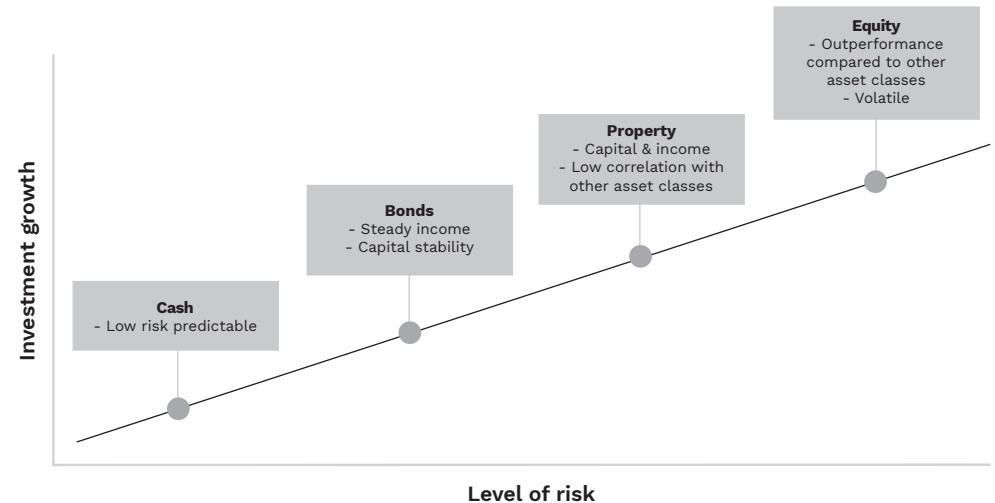 Equity
- Outperformance
compared to other
asset classes
- Volatile
Property
- Capital & income
- Low correlation with
other asset classes
Bonds
- Steady income
- Capital stability
Cash
- Low risk predictable
Investment growth
Level of risk